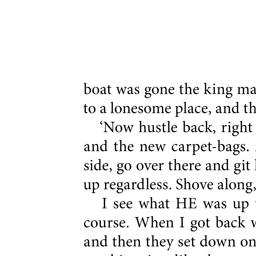 boat was gone the king ma
to a lonesome place, and th
‘Now hustle back, right
and the new carpet-bags.
side, go over there and git
up regardless. Shove along,
I see what HE was up
course. When I got back w
and then they set down on